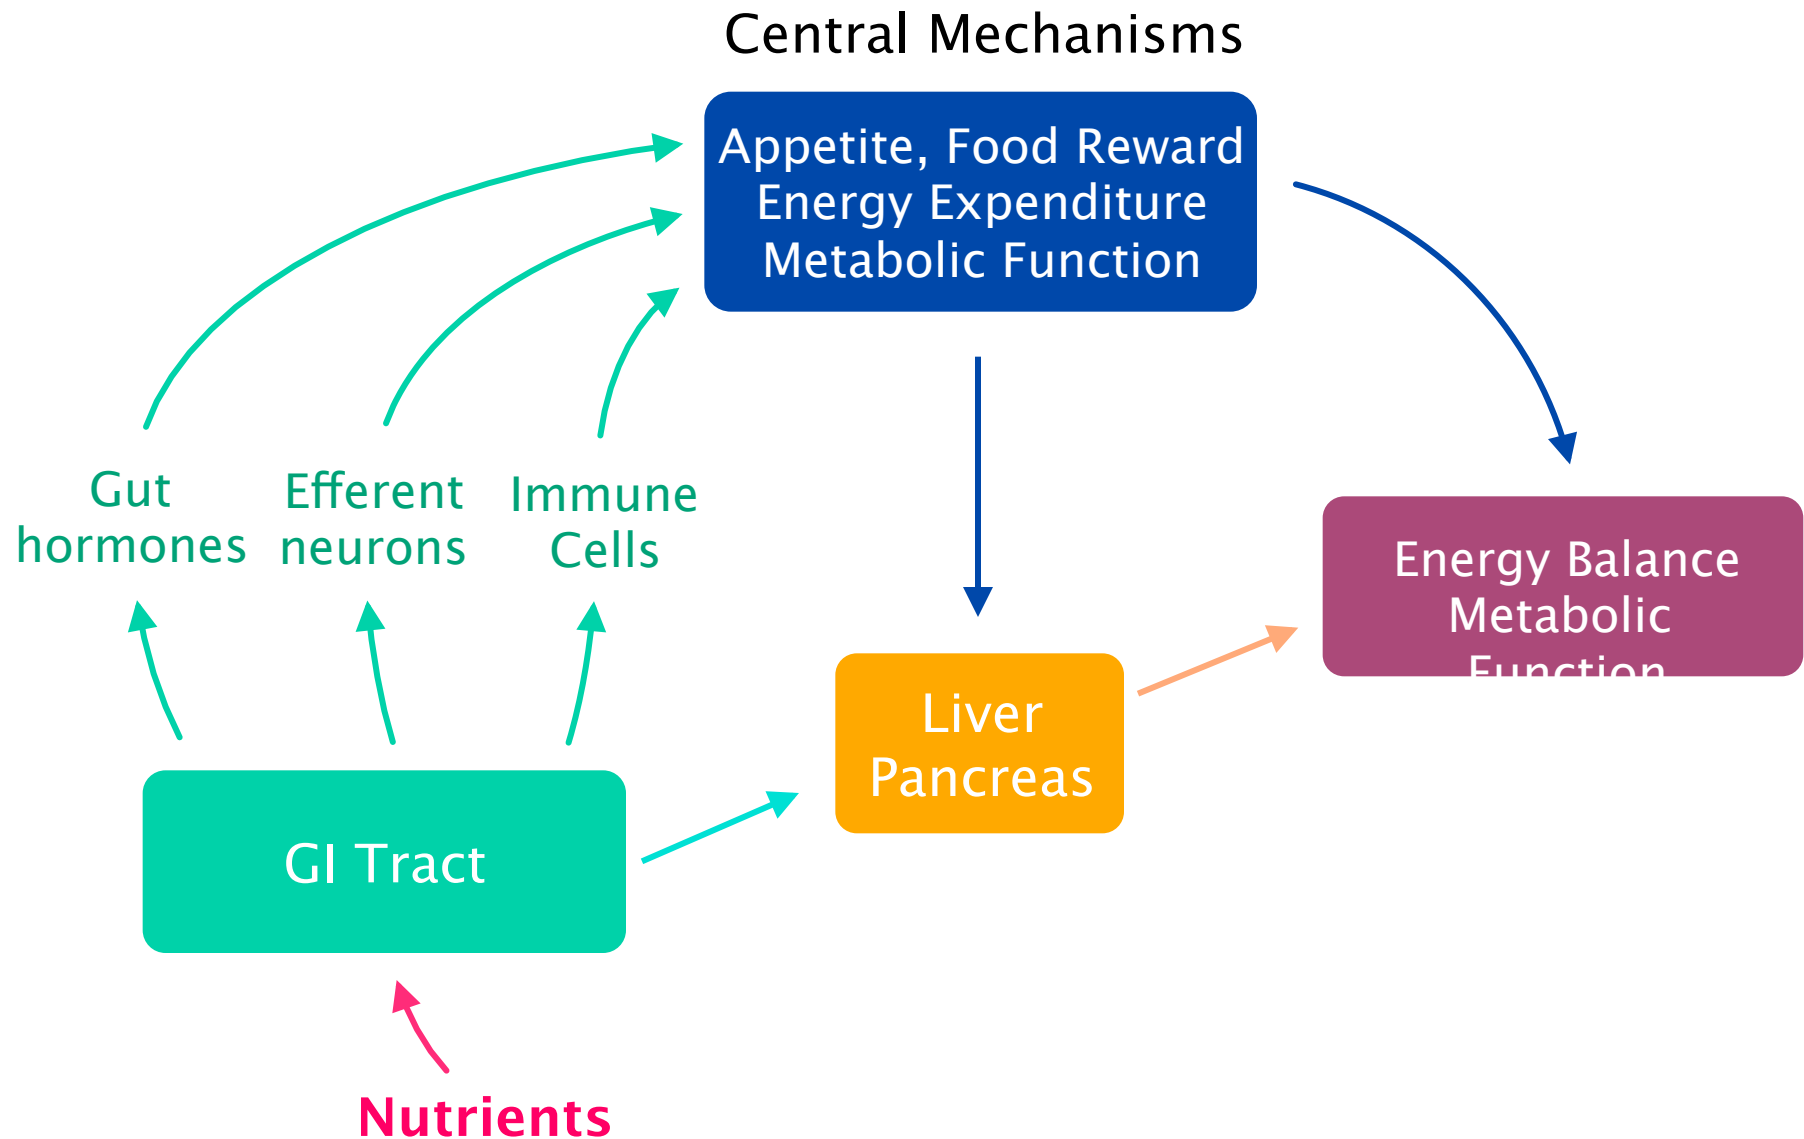 Central Mechanisms
Appetite, Food Reward
Energy Expenditure
Metabolic Function
Gut
hormones
Efferent
neurons
Immune
Cells
Energy Balance
Metabolic
Function
Liver
Pancreas
GI Tract
Nutrients